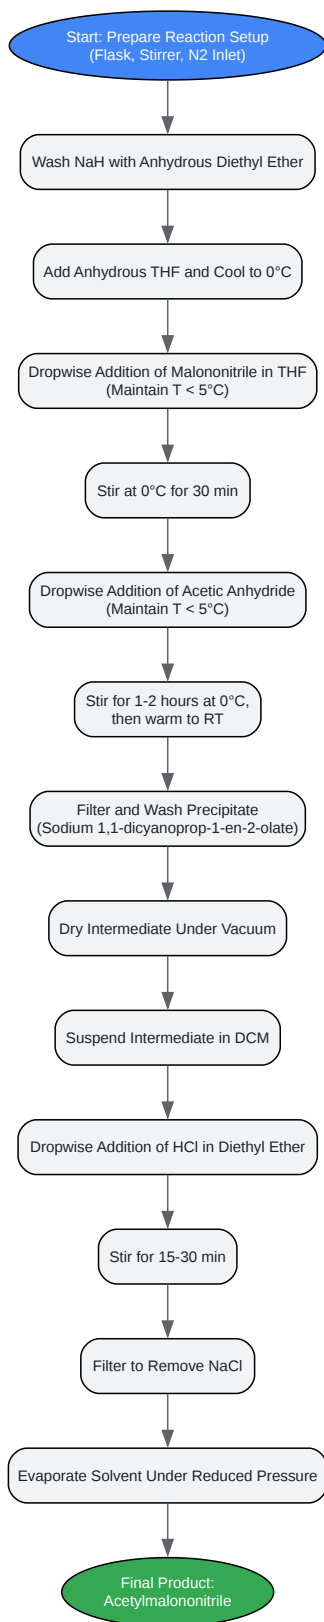 Start: Prepare Reaction Setup
(Flask, Stirrer, N2 Inlet)
Wash NaH with Anhydrous Diethyl Ether
Add Anhydrous THF and Cool to 0°C
Dropwise Addition of Malononitrile in THF
(Maintain T < 5°C)
Stir at 0°C for 30 min
Dropwise Addition of Acetic Anhydride
(Maintain T < 5°C)
Stir for 1-2 hours at 0°C,
then warm to RT
Filter and Wash Precipitate
(Sodium 1,1-dicyanoprop-1-en-2-olate)
Dry Intermediate Under Vacuum
Suspend Intermediate in DCM
Dropwise Addition of HCl in Diethyl Ether
Stir for 15-30 min
Filter to Remove NaCl
Evaporate Solvent Under Reduced Pressure
Final Product:
Acetylmalononitrile